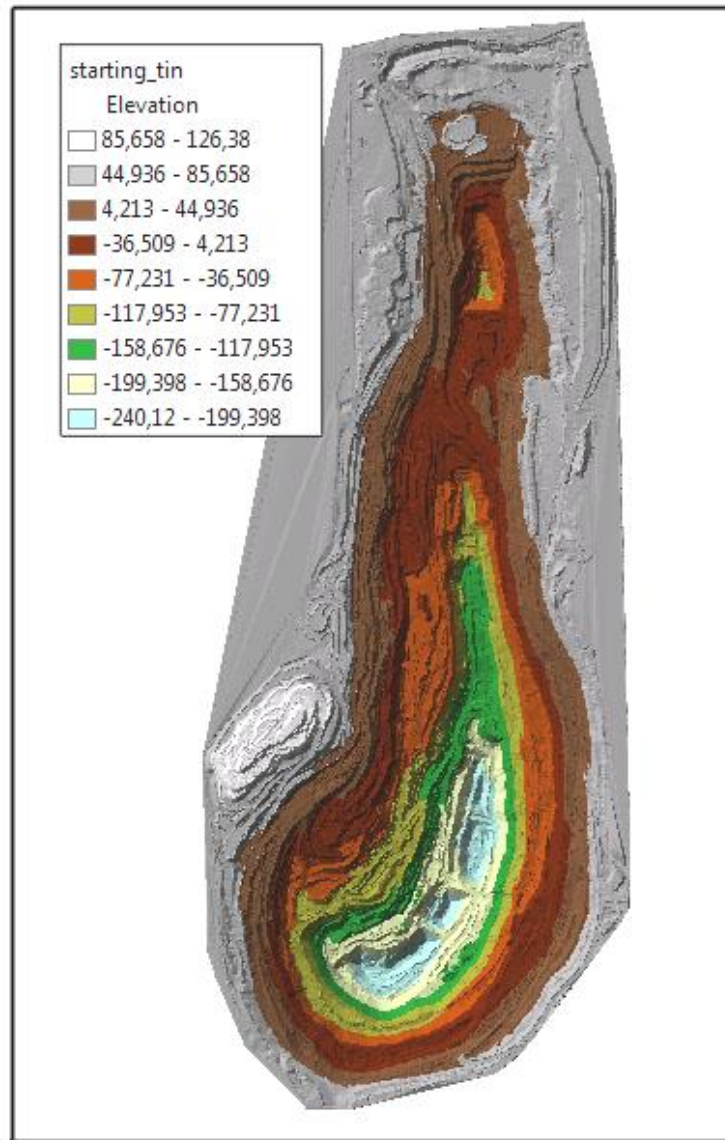 starting_tin
Elevation
85,658 - 126,38
44,936 - 85,658
4,213 - 44,936
-36,509 - 4,213
-77,231 - -36,509
-117,953 - -77,231
-158,676 - -117,953
-199,398 - -158,676
-240,12 - -199,398